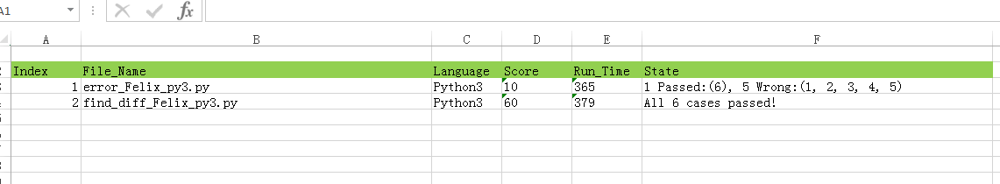 A1 fx
A B C D E F
Index File_Name Language Score Run_Time State
1 error_Felix_py3.py Python3 10 365 1 Passed:(6), 5 Wrong:(1, 2, 3, 4, 5)
2 find_diff_Felix_py3.py Python3 60 379 All 6 cases passed!